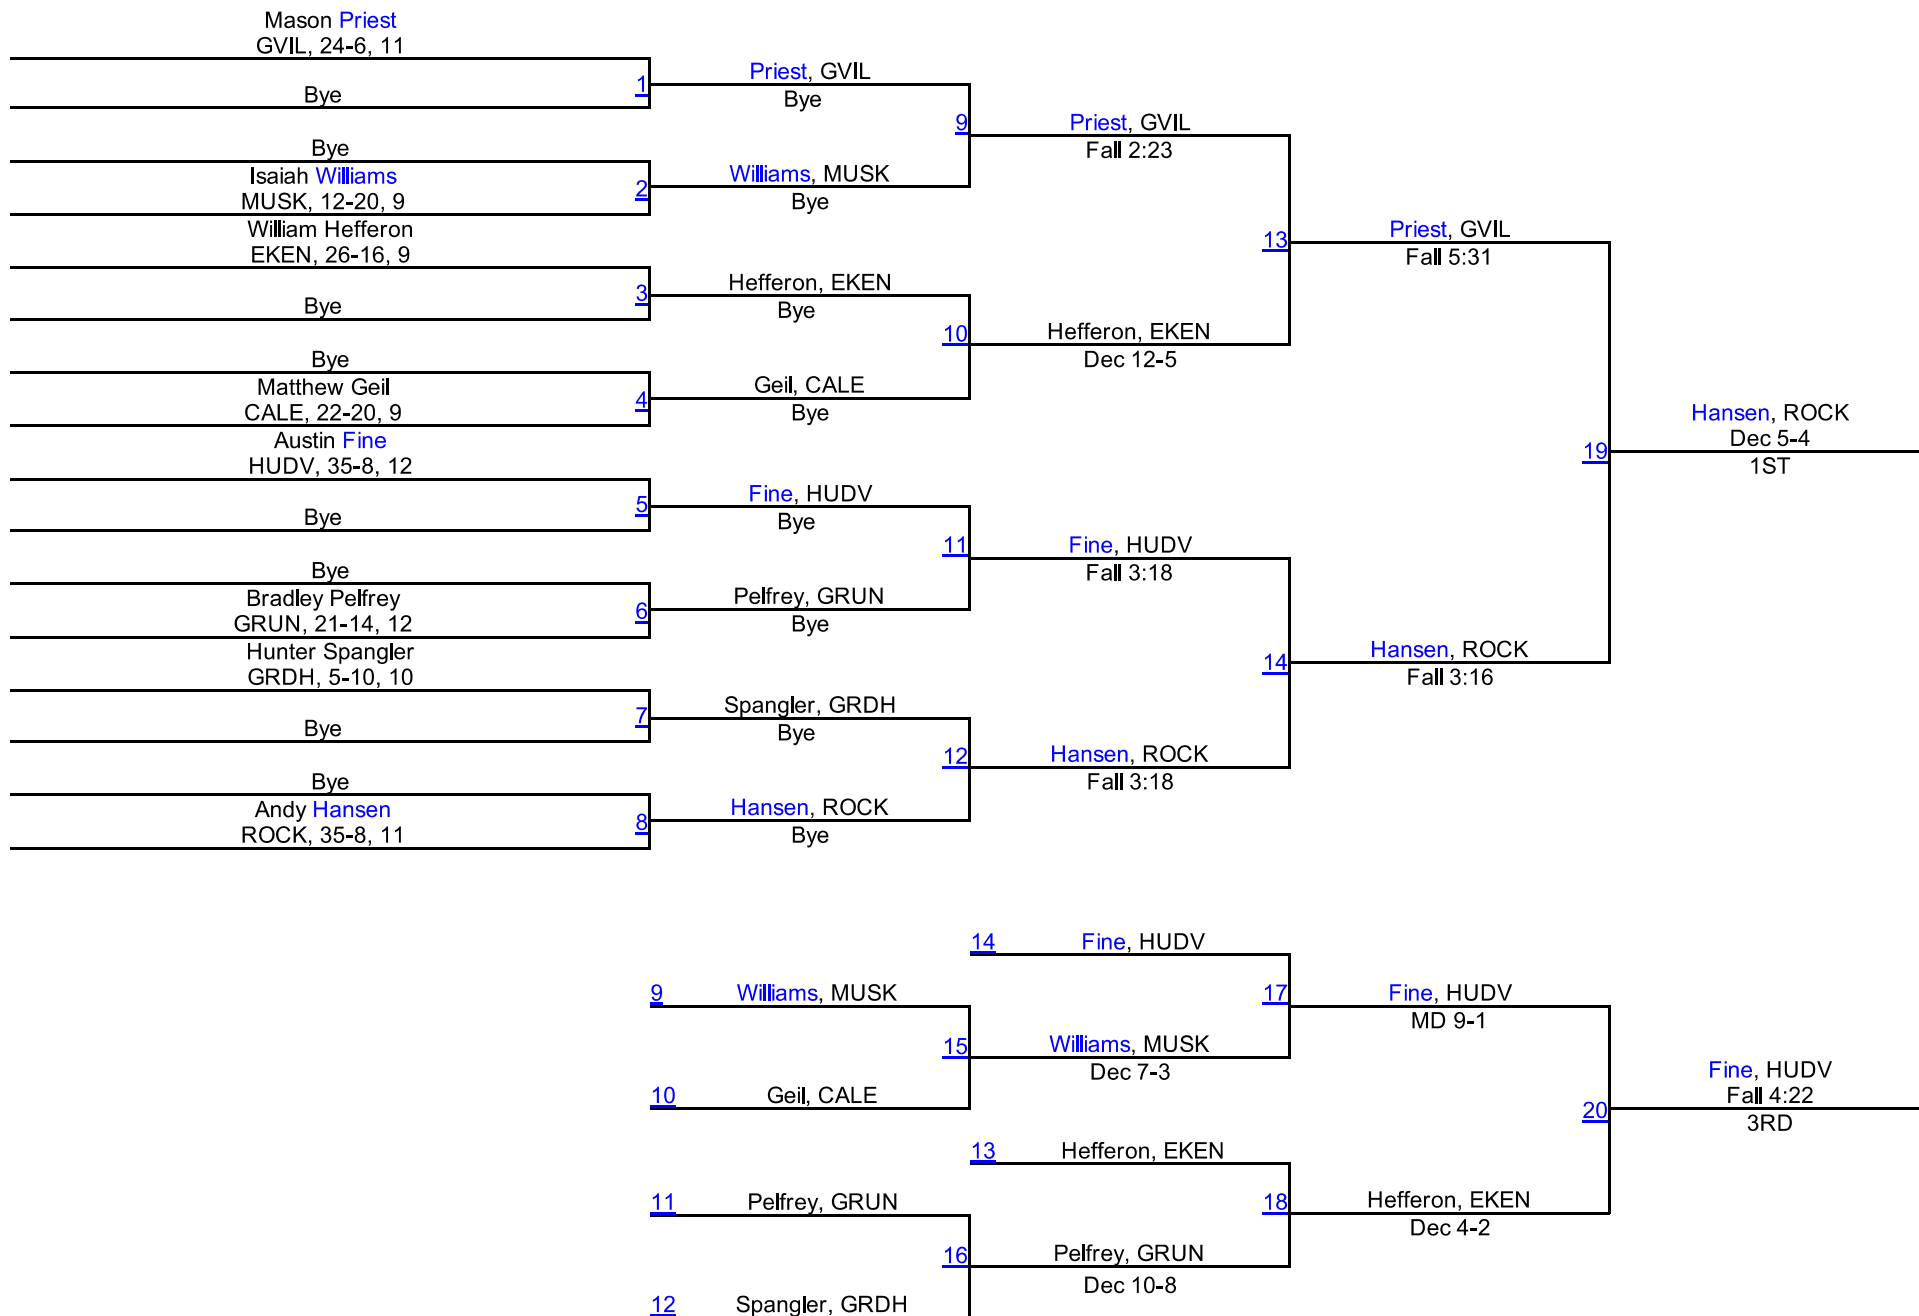 Mason Priest
GVIL, 24-6, 11
Bye
1
Bye
Isaiah Williams
MUSK, 12-20, 9
2
William Hefferon
EKEN, 26-16, 9
Bye
3
Bye
Matthew Geil
CALE, 22-20, 9
4
Austin Fine
HUDV, 35-8, 12
Bye
5
Bye
Bradley Pelfrey
GRUN, 21-14, 12
6
Hunter Spangler
GRDH, 5-10, 10
Bye
7
Bye
Andy Hansen
ROCK, 35-8, 11
8
Priest, GVIL
Bye
9
Williams, MUSK
Bye
Hefferon, EKEN
Bye
10
Geil, CALE
Bye
Fine, HUDV
Bye
11
Pelfrey, GRUN
Bye
Spangler, GRDH
Bye
12
Hansen, ROCK
Bye
Priest, GVIL
Fall 2:23
13
Hefferon, EKEN
Dec 12-5
Fine, HUDV
Fall 3:18
14
Hansen, ROCK
Fall 3:18
Priest, GVIL
Fall 5:31
19
Hansen, ROCK
Fall 3:16
Hansen, ROCK
Dec 5-4
1ST
14 Fine, HUDV
9 Williams, MUSK
17
15
Williams, MUSK
Dec 7-3
10 Geil, CALE
Fine, HUDV
MD 9-1
13 Hefferon, EKEN
11 Pelfrey, GRUN
18
16
Pelfrey, GRUN
Dec 10-8
12 Spangler, GRDH
Hefferon, EKEN
Dec 4-2
20
Fine, HUDV
Fall 4:22
3RD